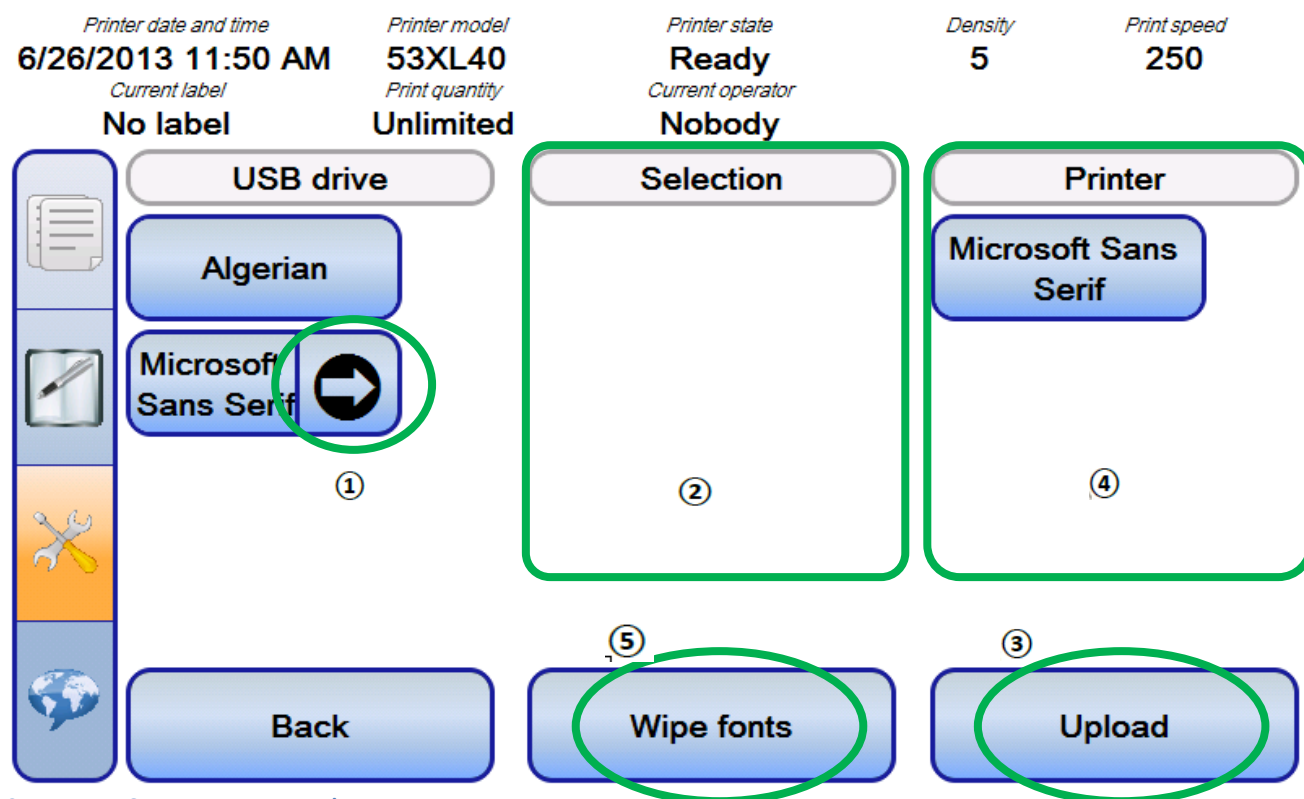 Printer date and time Printer model Printer state Density Print speed
6/26/2013 11:50 AM 53XL40 Ready 5 250
Current label Print quantity Current operator
No label Unlimited Nobody
USB drive Selection Printer
Algerian
Microsoft Sans
Serif
Microsoft
Sans Serif
① ② ④
⑤ ③
Back Wipe fonts Upload